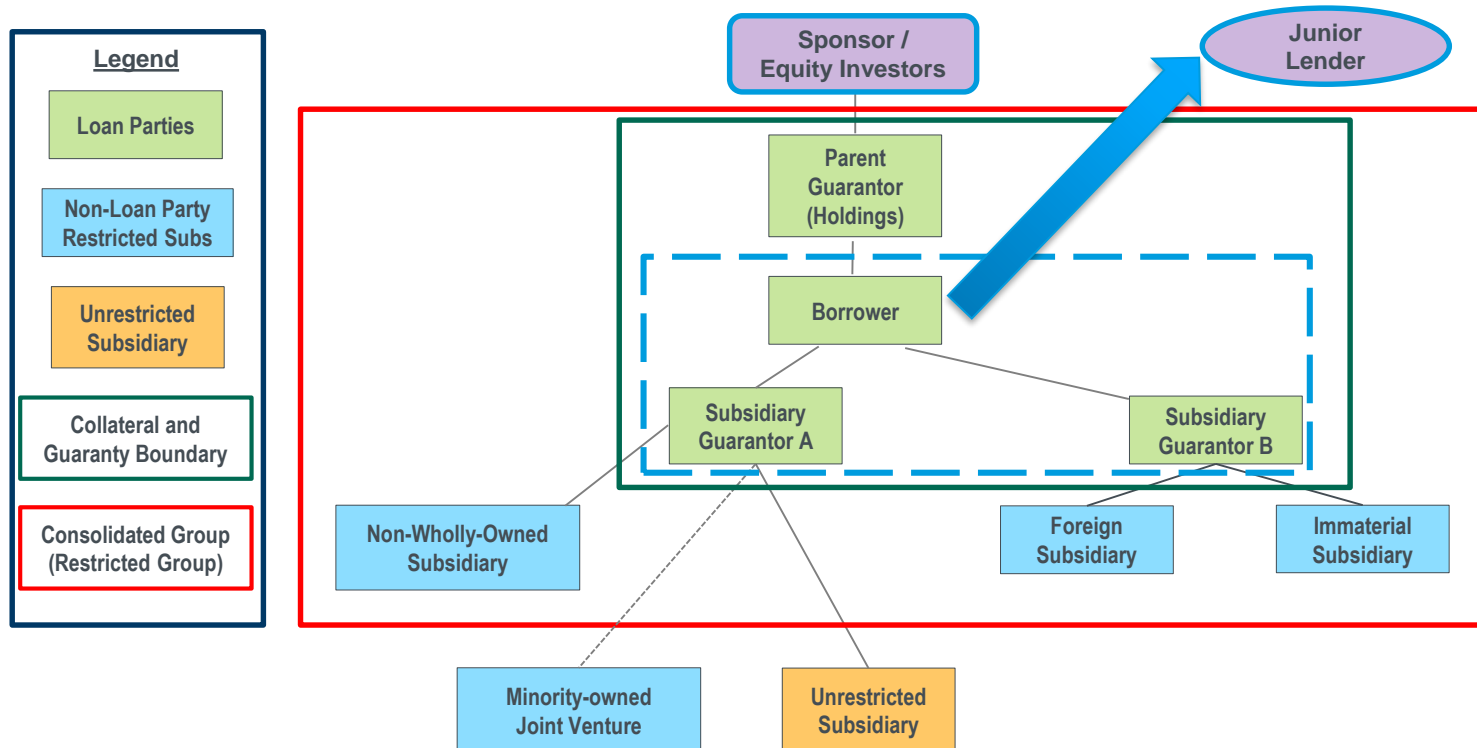 Legend
Loan Parties
Non-Loan Party
Restricted Subs
Unrestricted
Subsidiary
Collateral and
Guaranty Boundary
Consolidated Group
(Restricted Group)
Sponsor /
Equity Investors
Junior
Lender
Parent
Guarantor
(Holdings)
Borrower
Subsidiary
Guarantor A
Subsidiary
Guarantor B
Non-Wholly-Owned
Subsidiary
Foreign
Subsidiary
Immaterial
Subsidiary
Minority-owned
Joint Venture
Unrestricted
Subsidiary